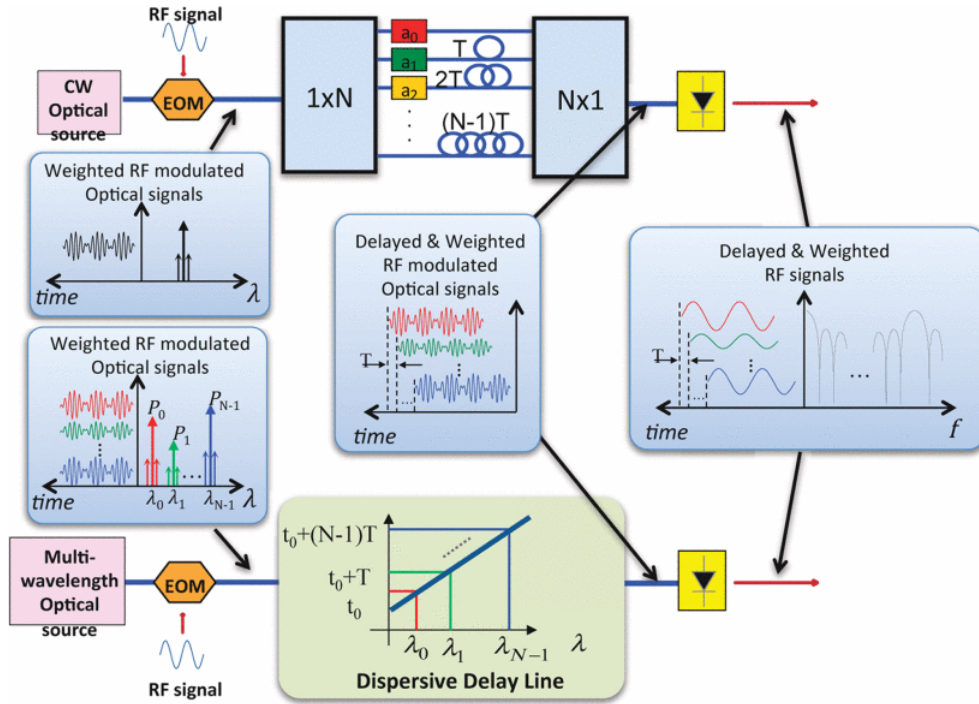 RF signal
CW
Optical
source
EOM
1xN
a₀
a₁
a₂
T
2T
(N-1)T
Nx1
Weighted RF modulated
Optical signals
time
λ
Delayed & Weighted
RF modulated
Optical signals
T
...
time
Delayed & Weighted
RF signals
T
...
time
f
Weighted RF modulated
Optical signals
P₀
P₁
P_N-1
time
λ₀ λ₁ λ_N-1 λ
Multi-
wavelength
Optical
source
EOM
RF signal
t₀+(N-1)T
t₀+T
t₀
λ₀ λ₁ λ_N−1 λ
Dispersive Delay Line